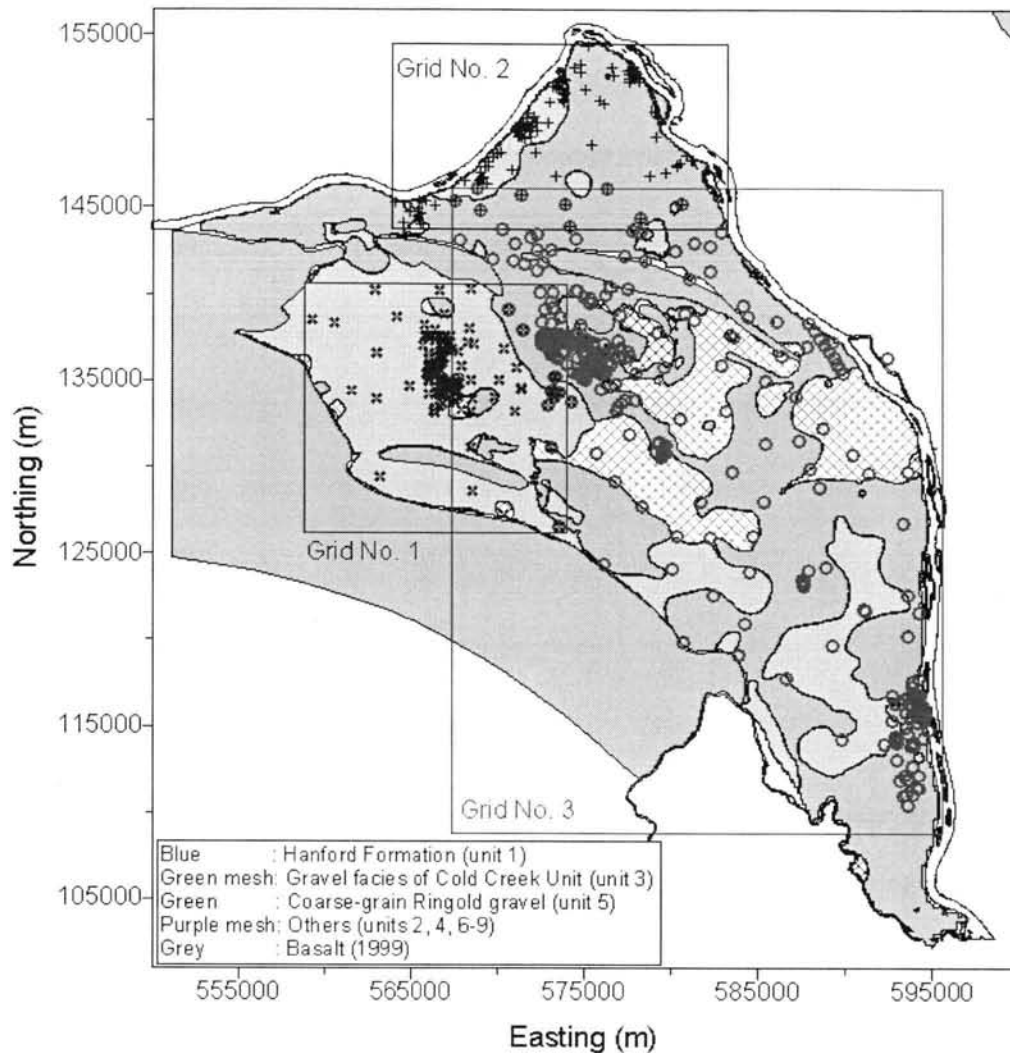 155000
Grid No. 2
145000
135000
Northing (m)
125000
Grid No. 1
115000
Grid No. 3
Blue : Hanford Formation (unit 1)
Green mesh: Gravel facies of Cold Creek Unit (unit 3)
Green : Coarse-grain Ringold gravel (unit 5)
Purple mesh: Others (units 2, 4, 6-9)
Grey : Basalt (1999)
105000
555000 565000 575000 585000 595000
Easting (m)